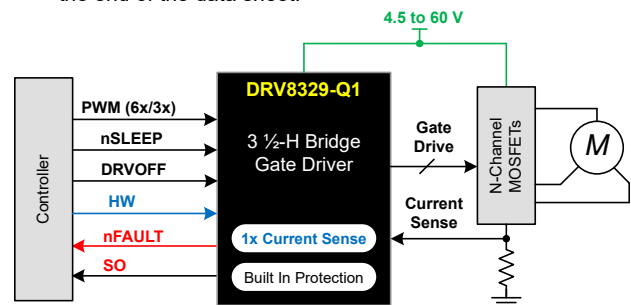 the end of the data sheet.
4.5 to 60 V
DRV8329-Q1
3 ½-H Bridge
Gate Driver
1x Current Sense
Built In Protection
Controller
PWM (6x/3x)
nSLEEP
DRVOFF
HW
nFAULT
SO
Gate
Drive
Current
Sense
N-Channel
MOSFETs
M